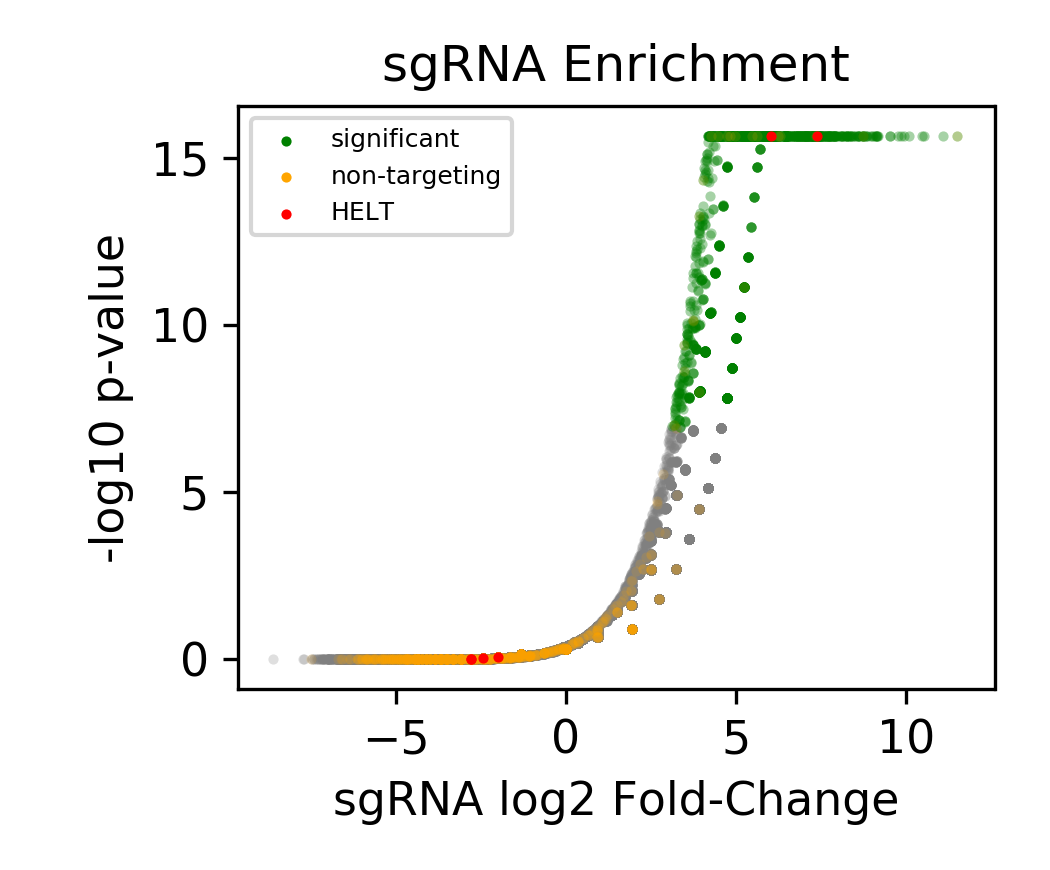 sgRNA Enrichment
significant
non-targeting
HELT
15
10
5
0
-log10 p-value
−5
0
5
10
sgRNA log2 Fold-Change